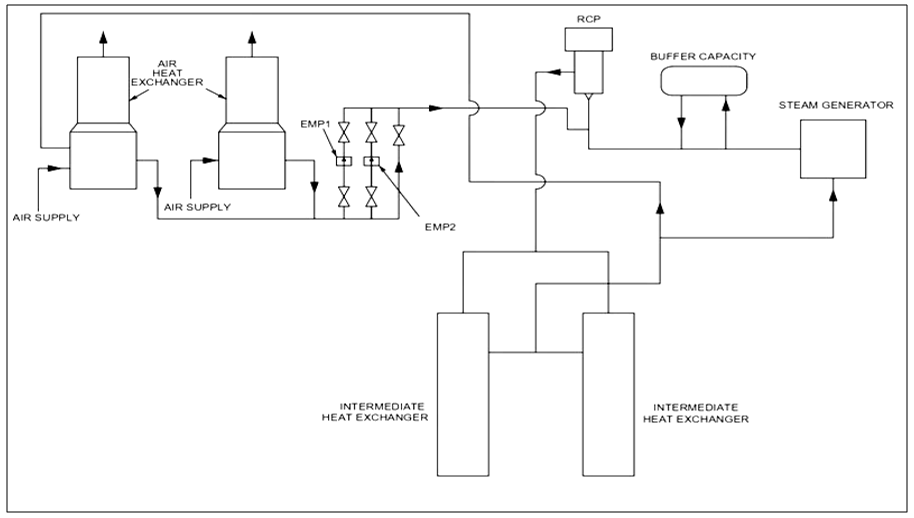 RCP
BUFFER CAPACITY
AIR
HEAT
EXCHANGER
STEAM GENERATOR
EMP1
AIR SUPPLY
AIR SUPPLY
EMP2
INTERMEDIATE
HEAT EXCHANGER
INTERMEDIATE
HEAT EXCHANGER